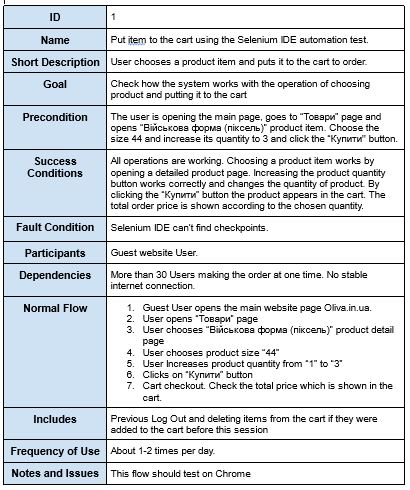 ID 1
Name Put item to the cart using the Selenium IDE automation test.
Short Description User chooses a product item and puts it to the cart to order.
Goal Check how the system works with the operation of choosing
product and putting it to the cart
Precondition The user is opening the main page, goes to “Товари” page and
opens “Військова форма (піксель)” product item. Choose the
size 44 and increase its quantity to 3 and click the “Купити” button.
Success All operations are working. Choosing a product item works by
Conditions opening a detailed product page. Increasing the product quantity
button works correctly and changes the quantity of product. By
clicking the “Купити” button the product appears in the cart. The
total order price is shown according to the chosen quantity.
Fault Condition Selenium IDE can’t find checkpoints.
Participants Guest website User.
Dependencies More than 30 Users making the order at one time. No stable
internet connection.
Normal Flow 1. Guest User opens the main website page Oliva.in.ua.
2. User opens “Товари” page
3. User chooses “Військова форма (піксель)” product detail
page
4. User chooses product size “44”
5. User Increases product quantity from “1” to “3”
6. Clicks on “Купити” button
7. Cart checkout. Check the total price which is shown in the
cart.
Includes Previous Log Out and deleting items from the cart if they were
added to the cart before this session
Frequency of Use About 1-2 times per day.
Notes and Issues This flow should test on Chrome